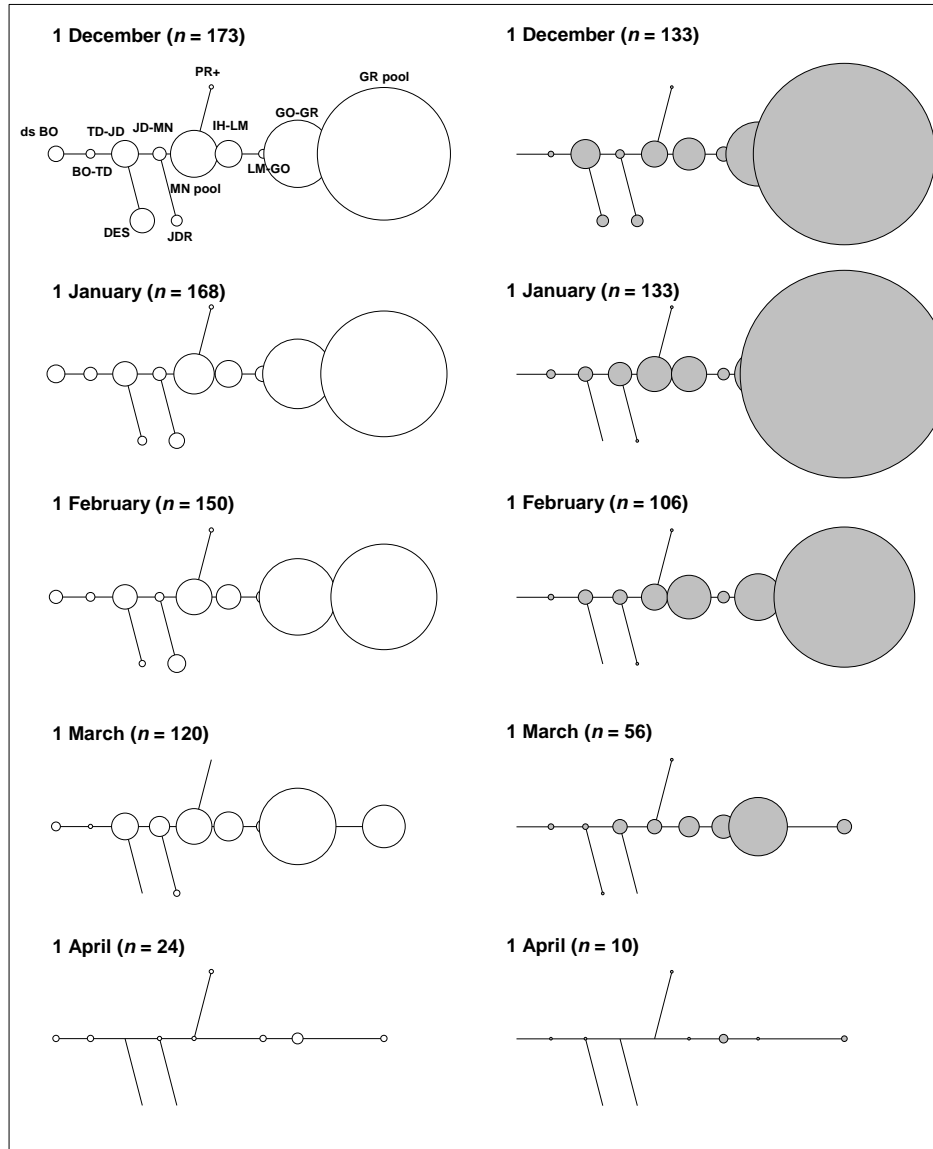 1 December (n = 173)
1 December (n = 133)
PR+
GR pool
GO-GR
ds BO
TD-JD
JD-MN
IH-LM
BO-TD
LM-GO
MN pool
DES
JDR
1 January (n = 168)
1 January (n = 133)
1 February (n = 150)
1 February (n = 106)
1 March (n = 120)
1 March (n = 56)
1 April (n = 24)
1 April (n = 10)